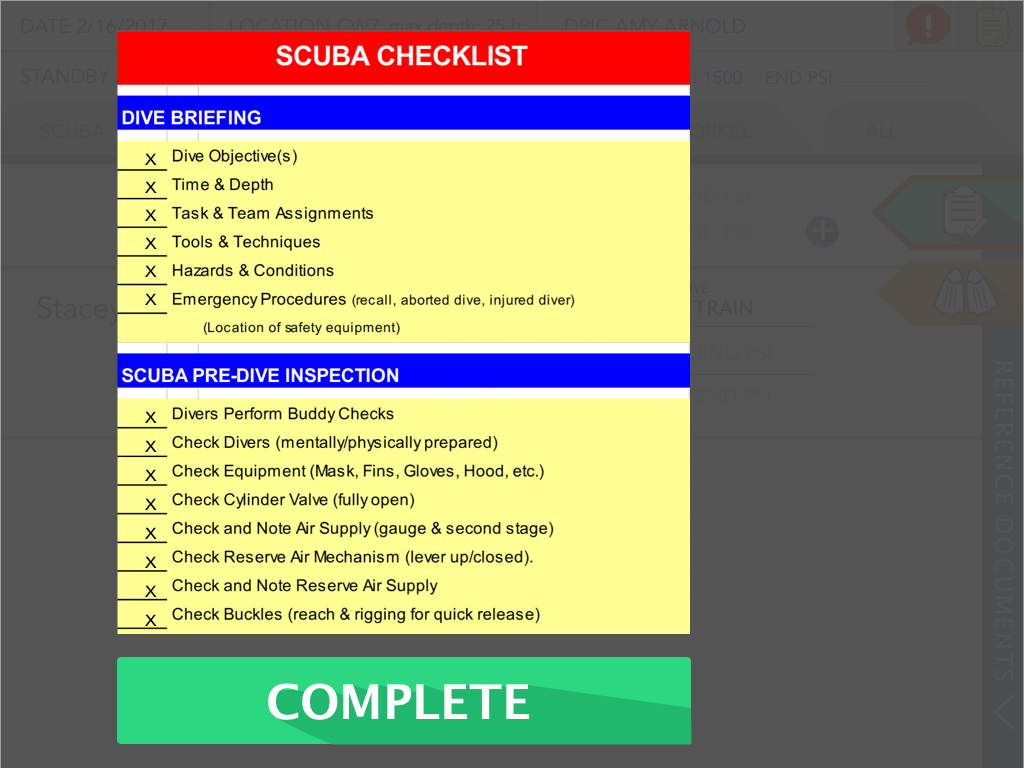 DATE 2/16/2017 LOCATION CW7 max depth: 25 ft DPIC AMY ARNOLD
SCUBA CHECKLIST
STANDBY 1500 END PSI
DIVE BRIEFING
SCUBA ALL
X Dive Objective(s)
X Time & Depth
X Task & Team Assignments
X Tools & Techniques
X Hazards & Conditions
X Emergency Procedures (recall, aborted dive, injured diver)
(Location of safety equipment)
Stacey TRAIN
END PSI
SCUBA PRE-DIVE INSPECTION
END PSI
X Divers Perform Buddy Checks
X Check Divers (mentally/physically prepared)
X Check Equipment (Mask, Fins, Gloves, Hood, etc.)
X Check Cylinder Valve (fully open)
X Check and Note Air Supply (gauge & second stage)
X Check Reserve Air Mechanism (lever up/closed).
X Check and Note Reserve Air Supply
X Check Buckles (reach & rigging for quick release)
COMPLETE
REFERENCE DOCUMENTS